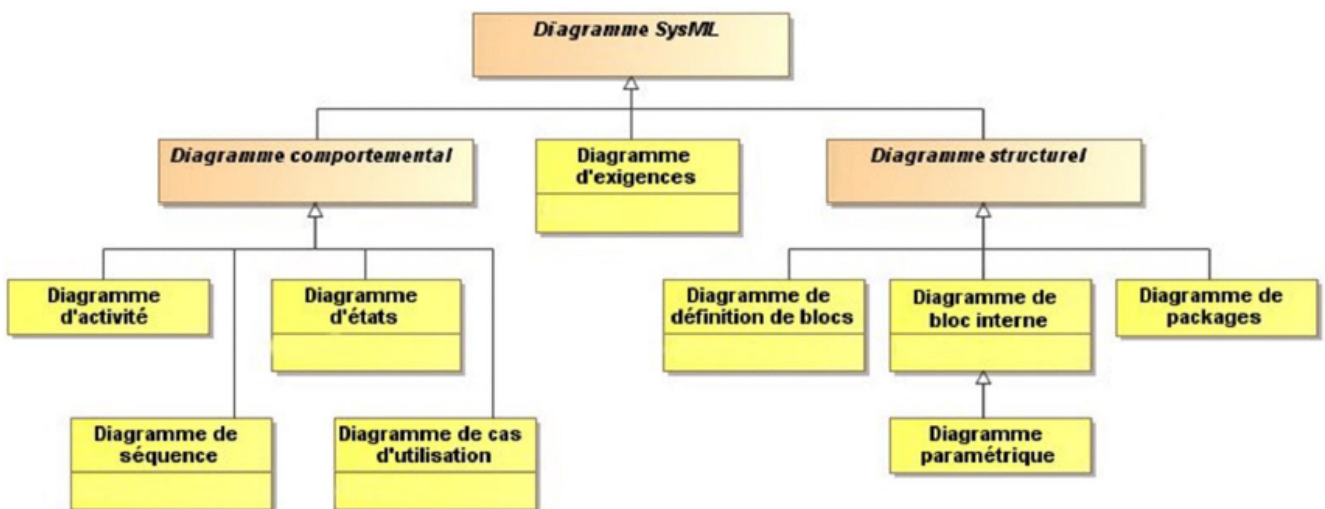 Diagramme SysML
Diagramme comportemental
Diagramme
d'exigences
Diagramme structurel
Diagramme
d'activité
Diagramme
d'états
Diagramme de
définition de blocs
Diagramme de
bloc interne
Diagramme de
packages
Diagramme de
séquence
Diagramme de cas
d'utilisation
Diagramme
paramétrique